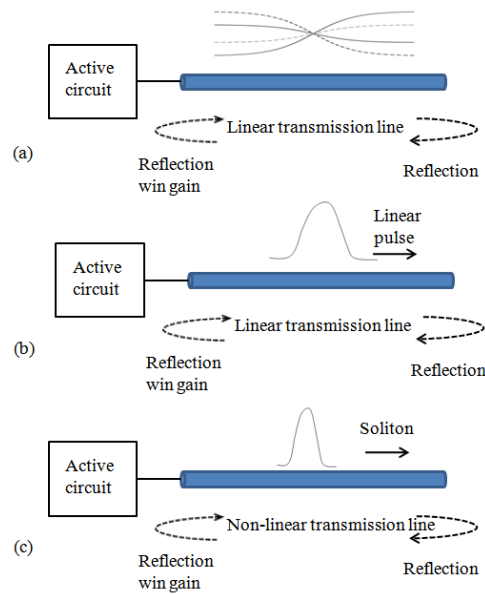 Active
circuit
Linear transmission line
(a)
Reflection
win gain
Reflection
Linear
pulse
Active
circuit
Linear transmission line
(b)
Reflection
win gain
Reflection
Soliton
Active
circuit
Non-linear transmission line
(c)
Reflection
win gain
Reflection